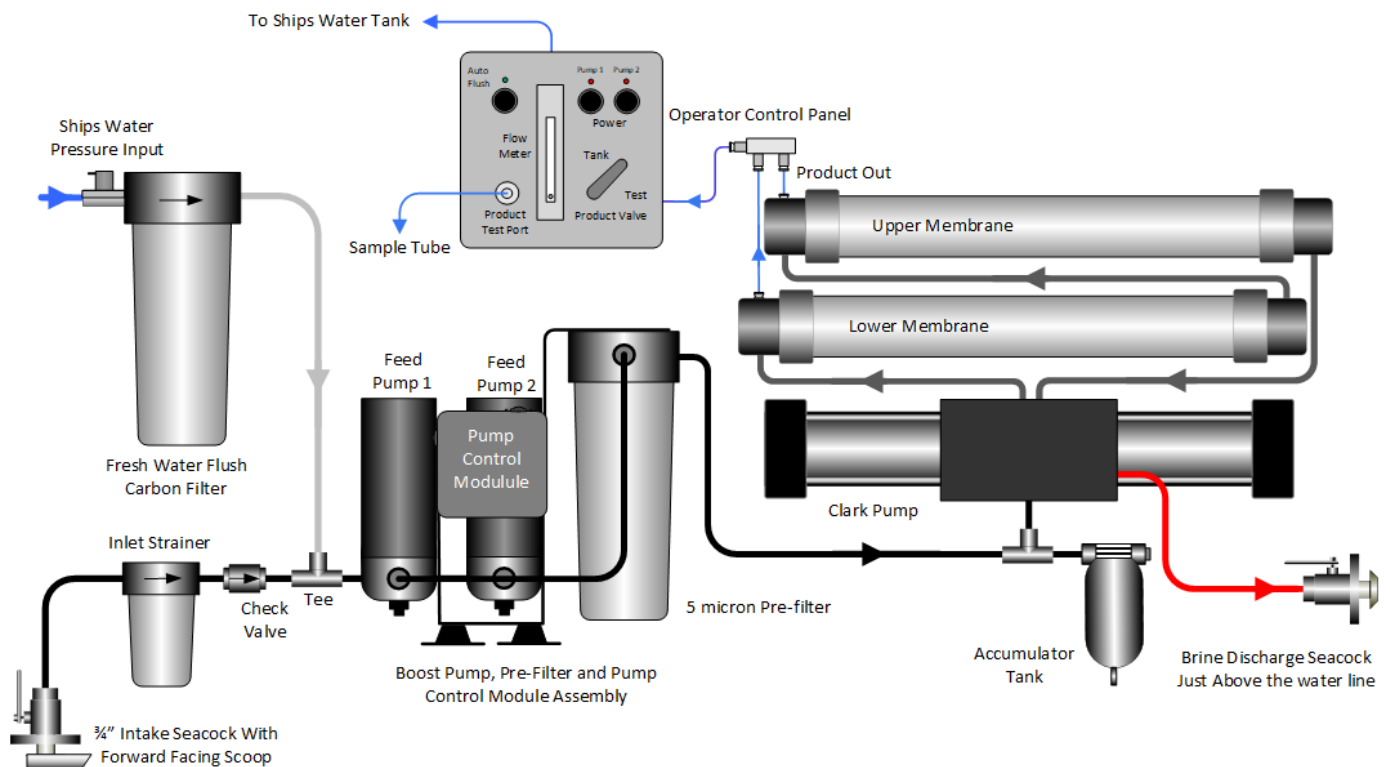 To Ships Water Tank
Auto
Flush
Pump 1
Pump 2
Power
Flow
Meter
Tank
Test
Product Valve
Product
Test Port
Operator Control Panel
Product Out
Sample Tube
Ships Water
Pressure Input
Upper Membrane
Lower Membrane
Feed
Pump 1
Feed
Pump 2
Pump
Control
Modulule
Fresh Water Flush
Carbon Filter
Clark Pump
Inlet Strainer
Check
Valve
Tee
5 micron Pre-filter
Boost Pump, Pre-Filter and Pump
Control Module Assembly
Accumulator
Tank
Brine Discharge Seacock
Just Above the water line
¾” Intake Seacock With
Forward Facing Scoop